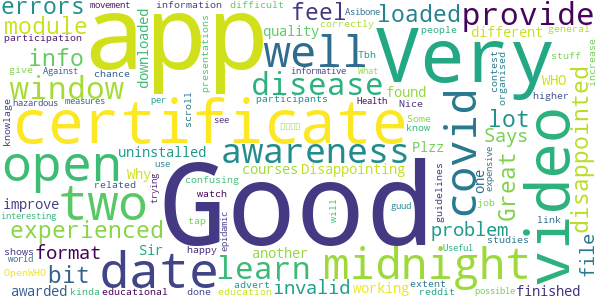 errors
movement
information
difficult
Asibone
correctly
general
participation
module
info
window
downloaded
app
well
presentations
feel
quality
loaded
provide
different
people
stuff
give
Against
chance
disease
found
Very
contest
organised
WHO
increase
hazardous
measures
per
scroll
participants
informative
What
Health
Nice
Some
know
higher
knowlage
certificate
see
lot
video
disappointed
open
two
uninstalled
awareness
Plzz
covid
Says
Great
Why
related
trying
use
courses
Disappointing
guidelines
one
expensive
improve
confusing
watch
will
guud
interesting
experienced
tap
Good
problem
job
link
file
format
Sir
happy
epidamic
another
Useful
studies
shows
world
bit
date
learn
midnight
invalid
working
extent
possible
finished
OpenWHO
awarded
kinda
educational
done
education
advert
reddit
Tbh